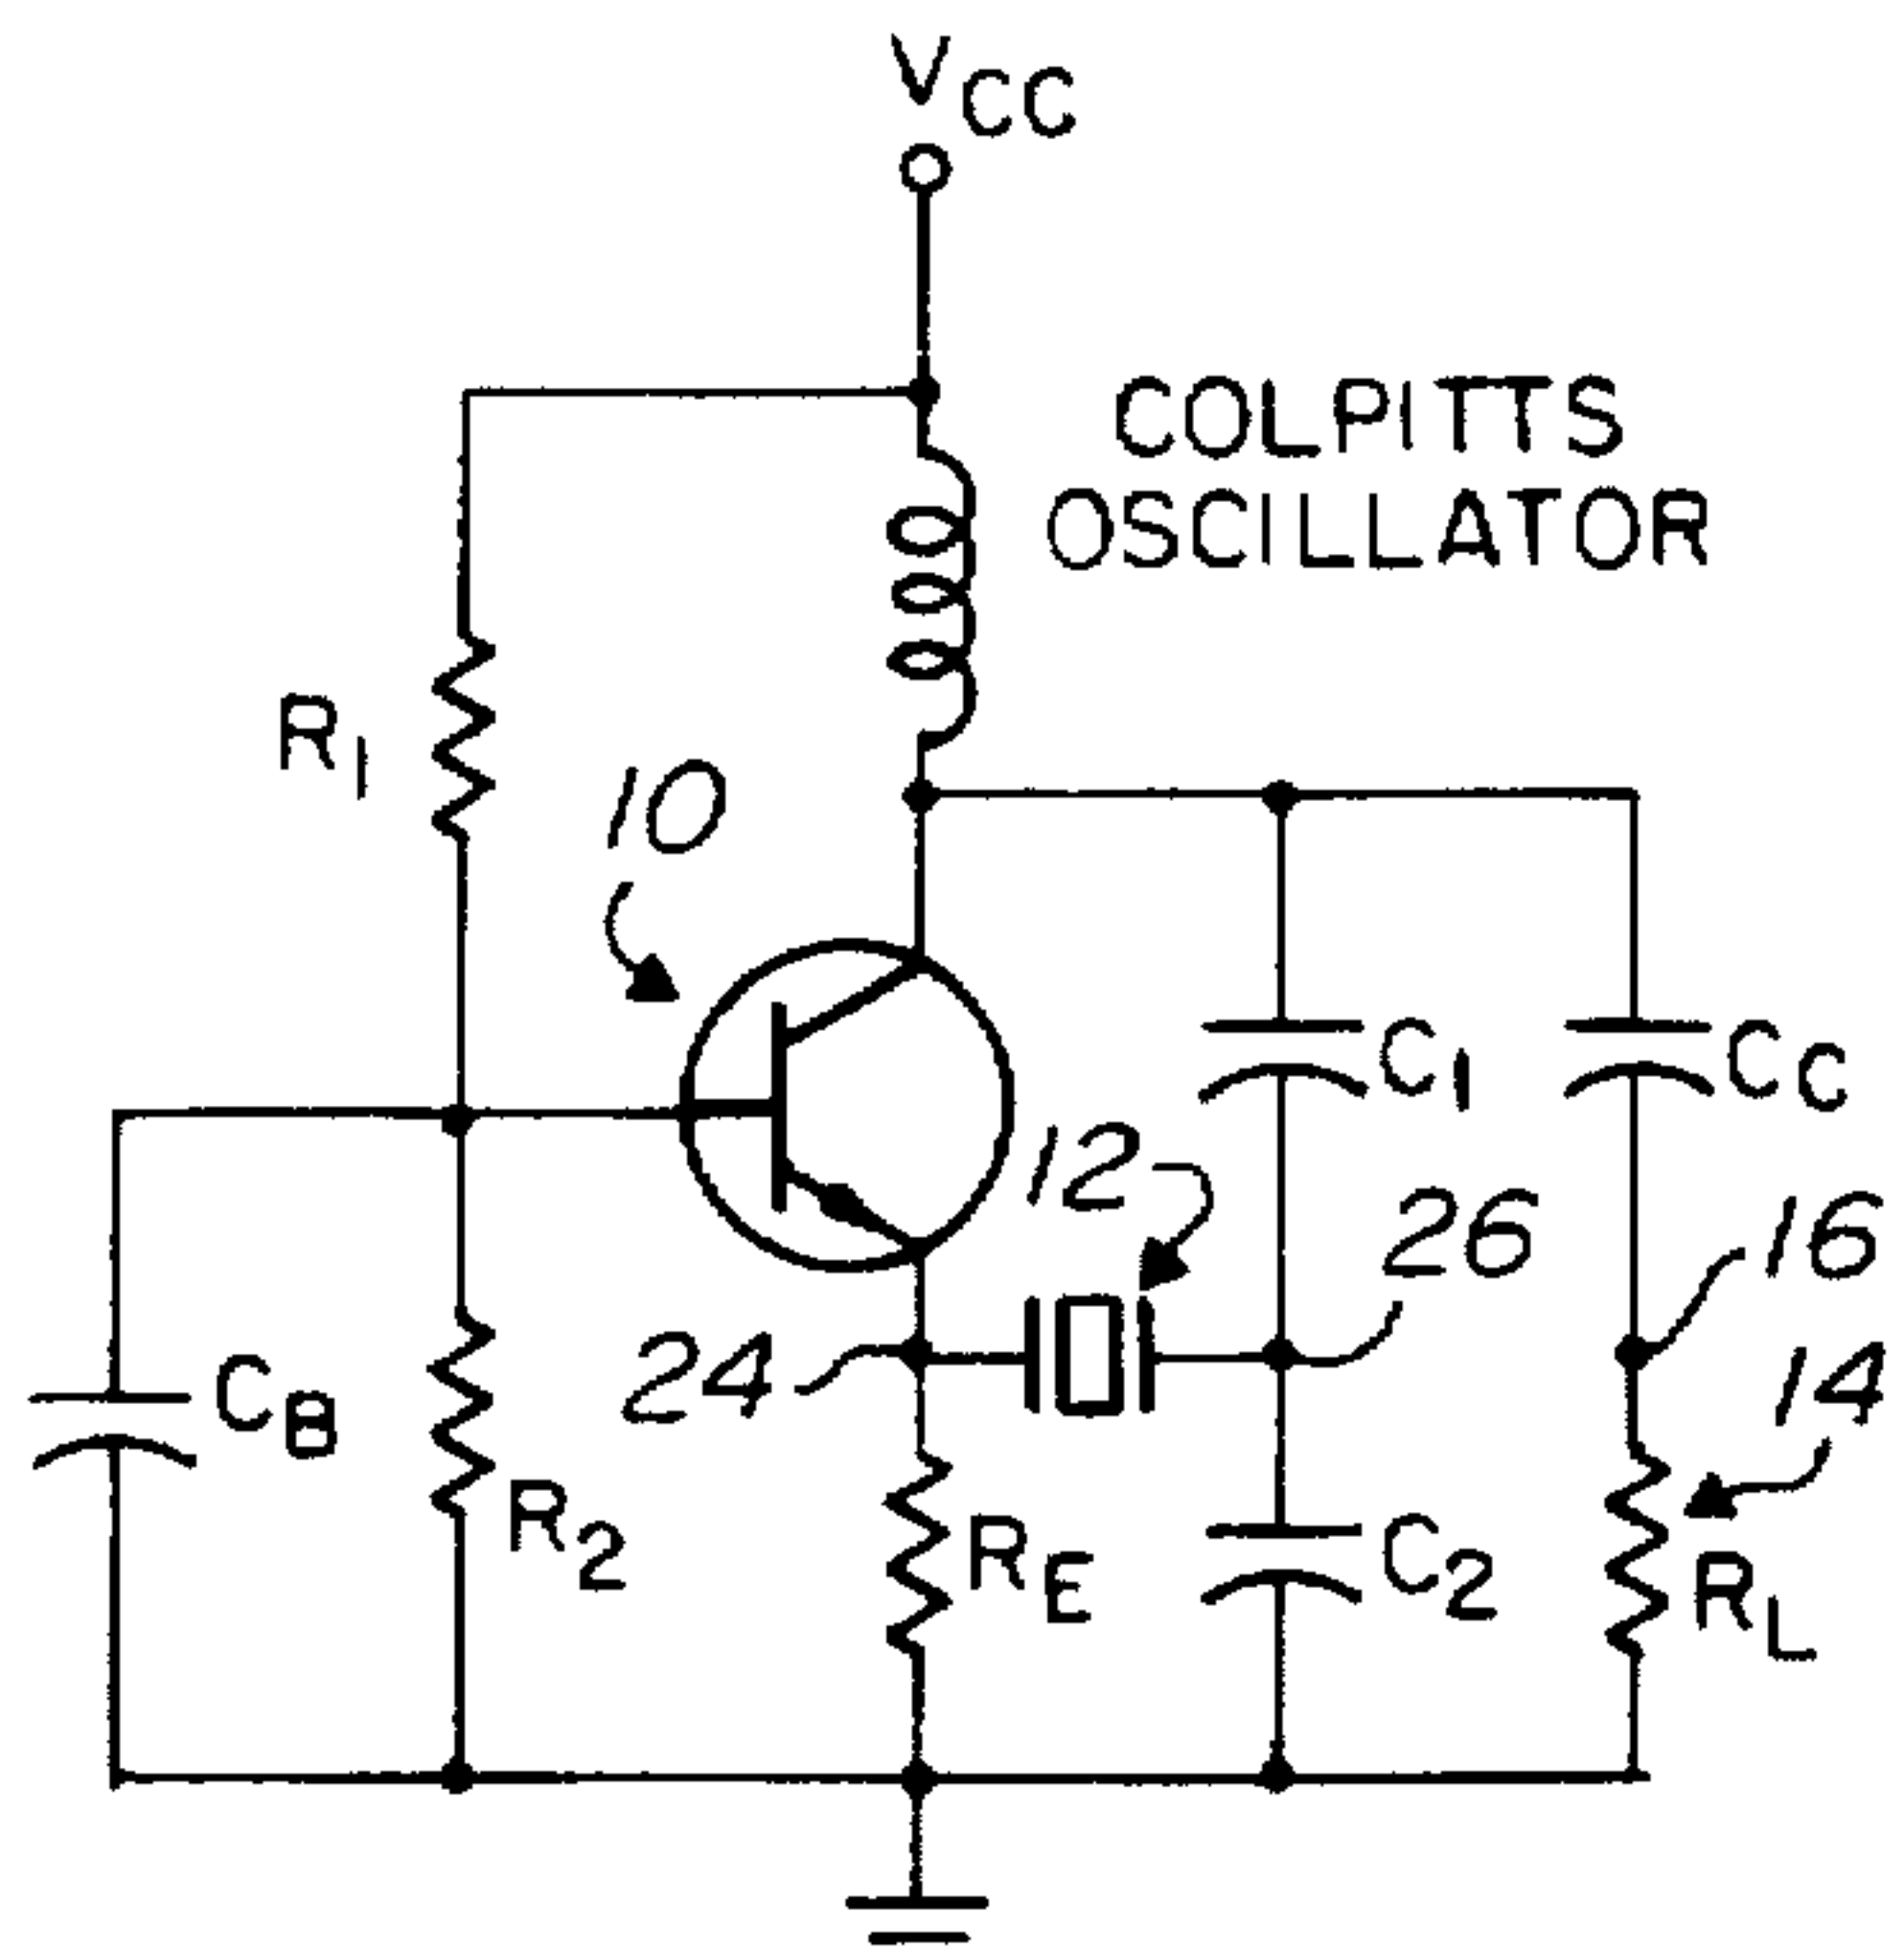 VCC
COLPITTS
OSCILLATOR
R1
10
C1
CC
12
26
16
24
14
CB
R2
RE
C2
RL